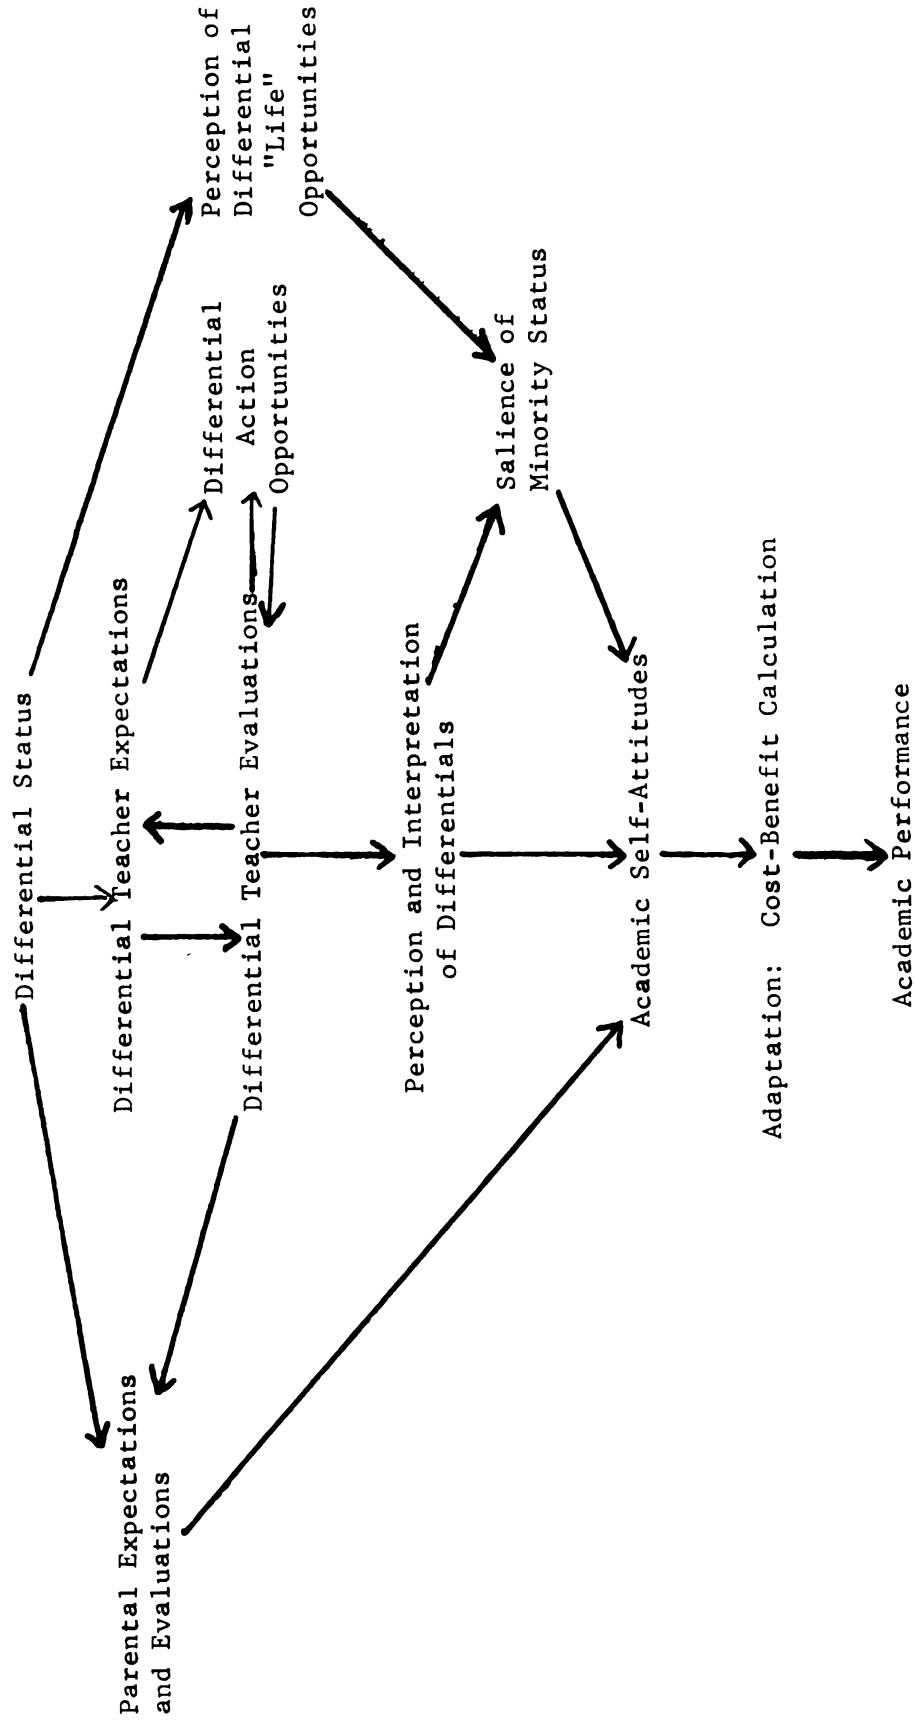 Differential Status
Differential Teacher Expectations
Parental Expectations
and Evaluations
Perception of
Differential
"Life"
Opportunities
Differential
Action
Opportunities
Differential Teacher Evaluations
Perception and Interpretation
of Differentials
Salience of
Minority Status
Academic Self-Attitudes
Adaptation: Cost-Benefit Calculation
Academic Performance